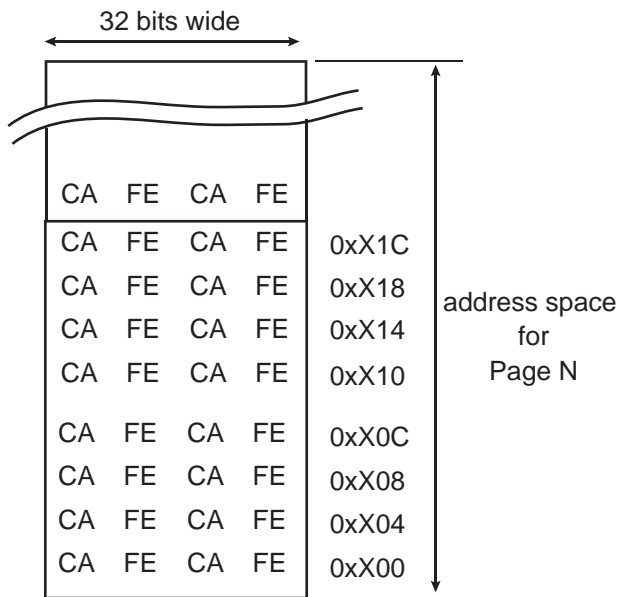 32 bits wide
CA FE CA FE
CA FE CA FE 0xX1C
CA FE CA FE 0xX18
CA FE CA FE 0xX14
CA FE CA FE 0xX10
CA FE CA FE 0xX0C
CA FE CA FE 0xX08
CA FE CA FE 0xX04
CA FE CA FE 0xX00
address space
for
Page N